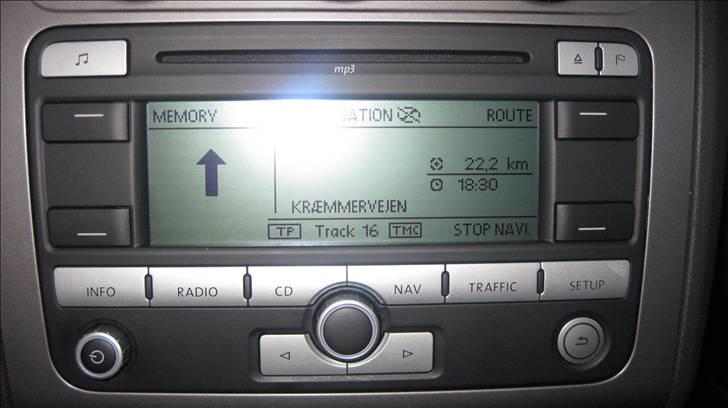 mp3
MEMORY ROUTE
22,2 km
18:30
KRÆMMERVEJEN
TP Track 16 TMC STOP NAVI.
INFO RADIO CD NAV TRAFFIC SETUP